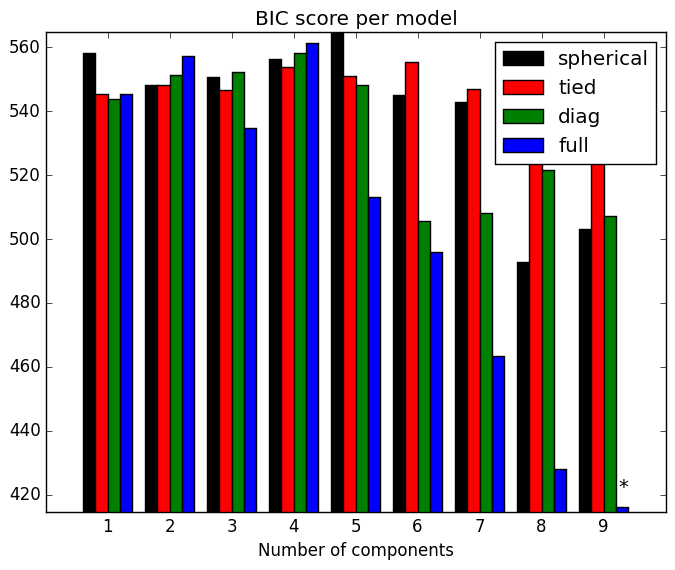 BIC score per model
560
540
520
500
480
460
440
420
spherical
tied
diag
full
*
1 2 3 4 5 6 7 8 9
Number of components